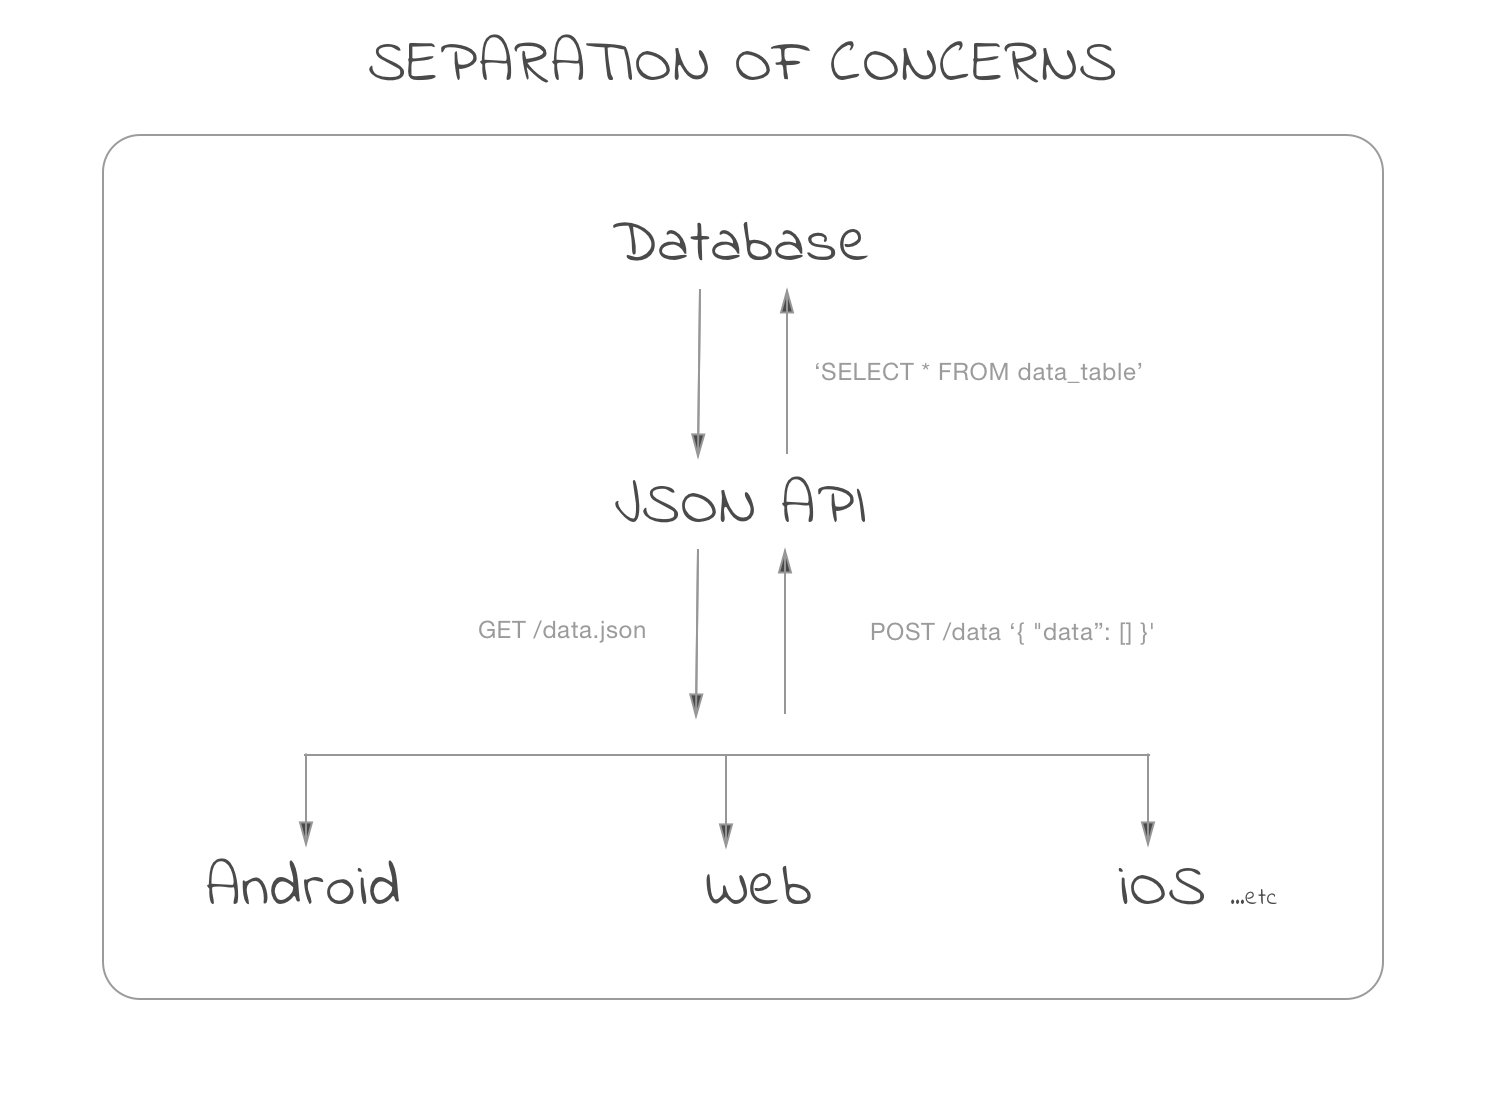 SEPARATION OF CONCERNS
Database
‘SELECT * FROM data_table’
JSON API
GET /data.json
POST /data ‘{ "data”: [] }'
Android
Web
iOS ...etc